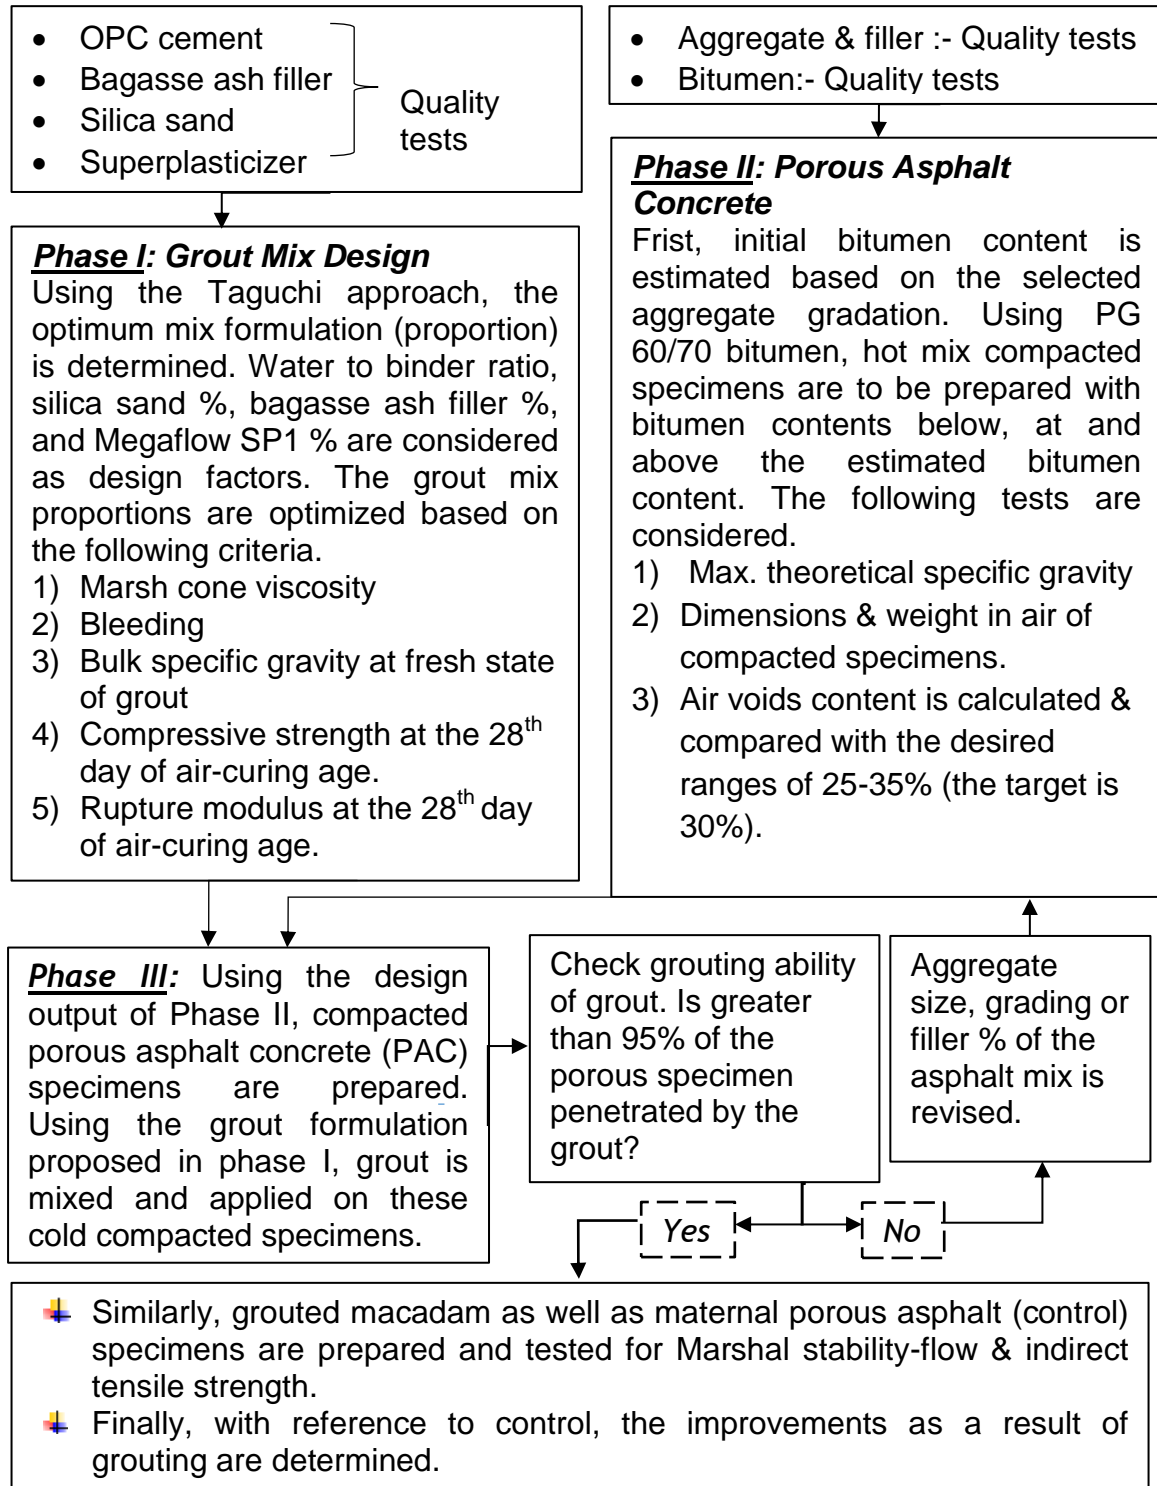 • OPC cement
• Bagasse ash filler
• Silica sand
• Superplasticizer
Quality
tests
• Aggregate & filler :- Quality tests
• Bitumen:- Quality tests
Phase I: Grout Mix Design
Using the Taguchi approach, the
optimum mix formulation (proportion)
is determined. Water to binder ratio,
silica sand %, bagasse ash filler %,
and Megaflow SP1 % are considered
as design factors. The grout mix
proportions are optimized based on
the following criteria.
1) Marsh cone viscosity
2) Bleeding
3) Bulk specific gravity at fresh state
of grout
4) Compressive strength at the 28th
day of air-curing age.
5) Rupture modulus at the 28th day
of air-curing age.
Phase II: Porous Asphalt
Concrete
Frist, initial bitumen content is
estimated based on the selected
aggregate gradation. Using PG
60/70 bitumen, hot mix compacted
specimens are to be prepared with
bitumen contents below, at and
above the estimated bitumen
content. The following tests are
considered.
1) Max. theoretical specific gravity
2) Dimensions & weight in air of
compacted specimens.
3) Air voids content is calculated &
compared with the desired
ranges of 25-35% (the target is
30%).
Phase III: Using the design
output of Phase II, compacted
porous asphalt concrete (PAC)
specimens are prepared.
Using the grout formulation
proposed in phase I, grout is
mixed and applied on these
cold compacted specimens.
Check grouting ability
of grout. Is greater
than 95% of the
porous specimen
penetrated by the
grout?
Aggregate
size, grading or
filler % of the
asphalt mix is
revised.
Yes
No
Similarly, grouted macadam as well as maternal porous asphalt (control)
specimens are prepared and tested for Marshal stability-flow & indirect
tensile strength.
Finally, with reference to control, the improvements as a result of
grouting are determined.